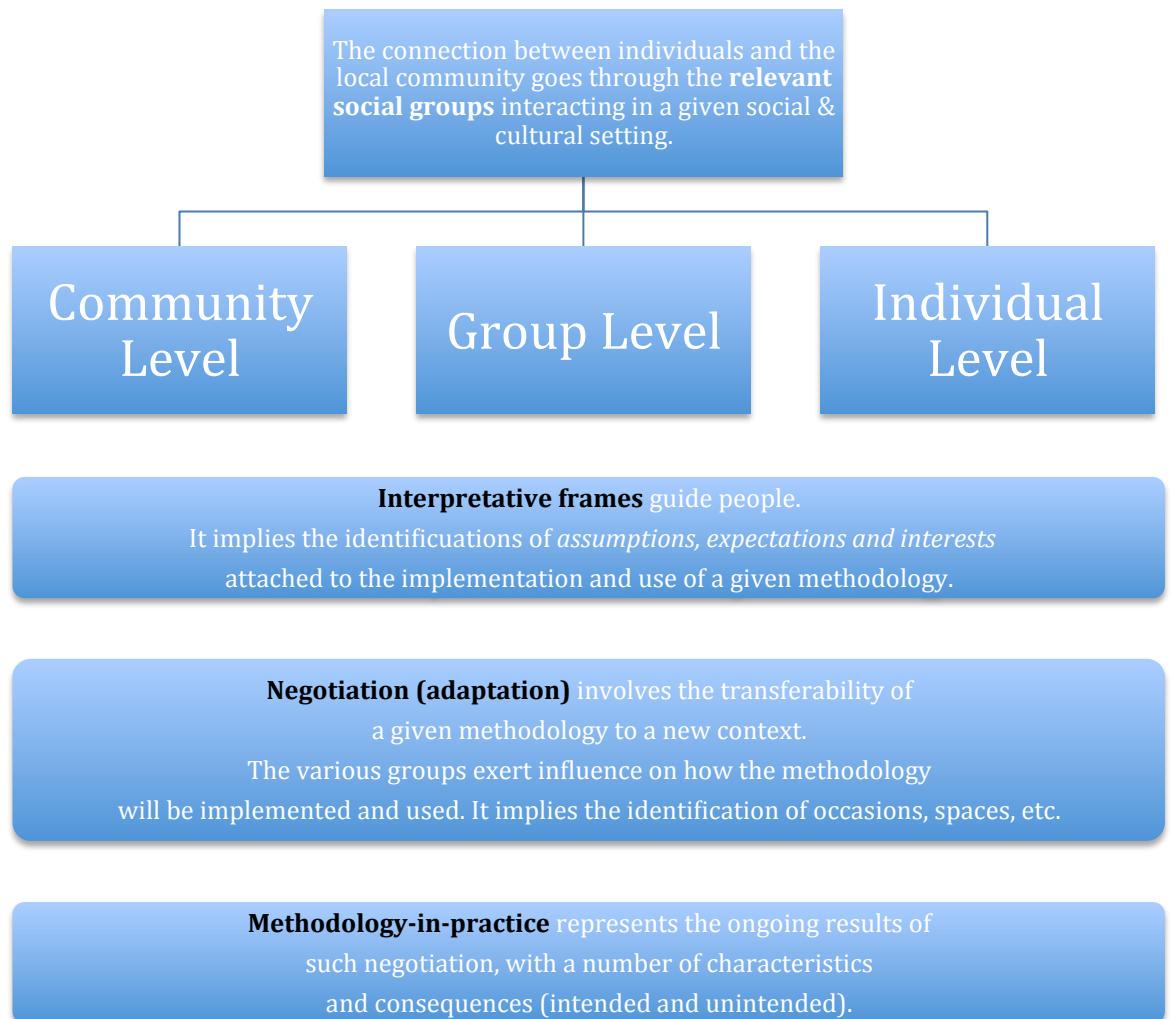 The connection between individuals and the
local community goes through the relevant
social groups interacting in a given social &
cultural setting.
Community
Level
Group Level
Individual
Level
Interpretative frames guide people.
It implies the identificuations of assumptions, expectations and interests
attached to the implementation and use of a given methodology.
Negotiation (adaptation) involves the transferability of
a given methodology to a new context.
The various groups exert influence on how the methodology
will be implemented and used. It implies the identification of occasions, spaces, etc.
Methodology-in-practice represents the ongoing results of
such negotiation, with a number of characteristics
and consequences (intended and unintended).